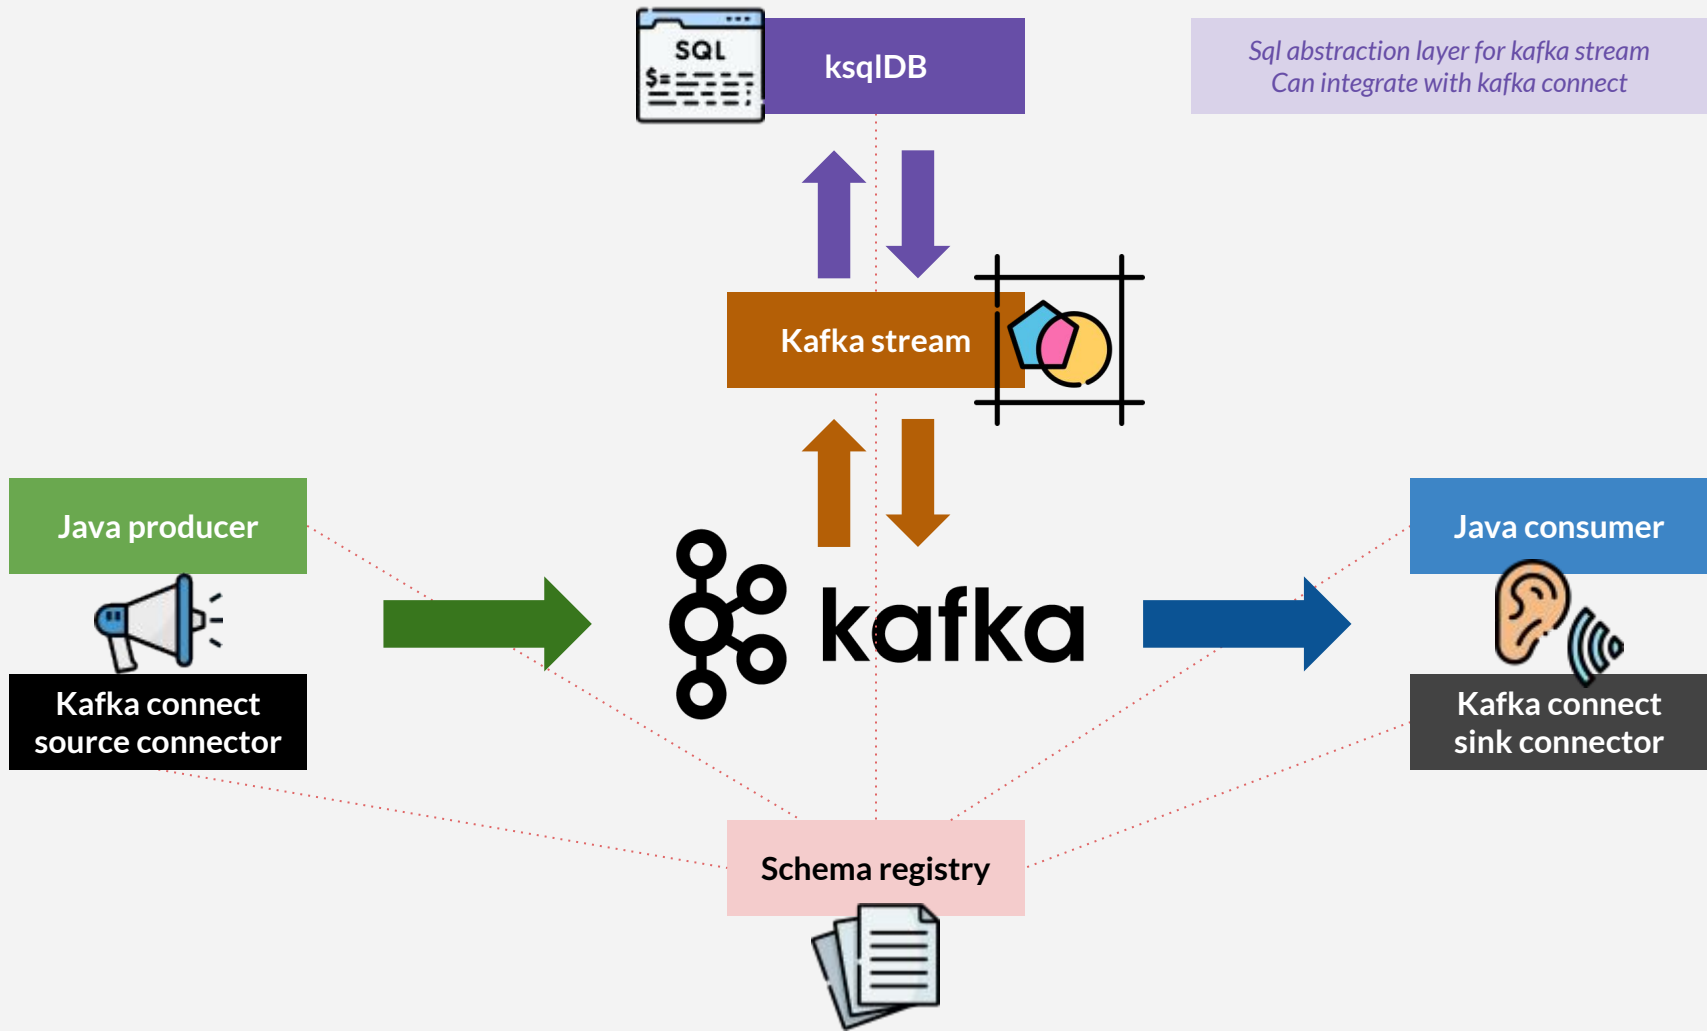 SQL
$=
ksqlDB
Sql abstraction layer for kafka stream
Can integrate with kafka connect
Kafka stream
Java producer
Java consumer
kafka
Kafka connect
source connector
Kafka connect
sink connector
Schema registry